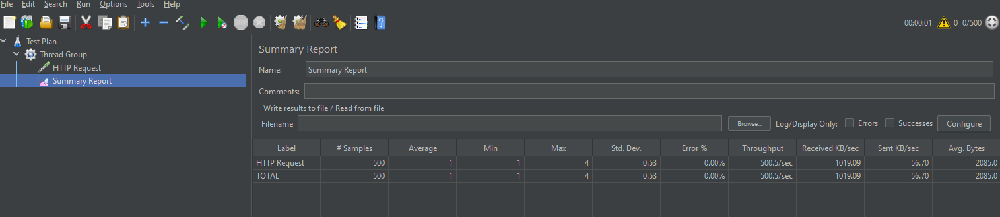 File Edit Search Run Options Tools Help
STOP 00:00:01 0 0/500
Test Plan
Thread Group
HTTP Request
Summary Report
Summary Report
Name: Summary Report
Comments:
Write results to file / Read from file
Filename Browse... Log/Display Only: Errors Successes Configure
Label # Samples Average Min Max Std. Dev. Error % Throughput Received KB/sec Sent KB/sec Avg. Bytes
HTTP Request 500 1 1 4 0.53 0.00% 500.5/sec 1019.09 56.70 2085.0
TOTAL 500 1 1 4 0.53 0.00% 500.5/sec 1019.09 56.70 2085.0